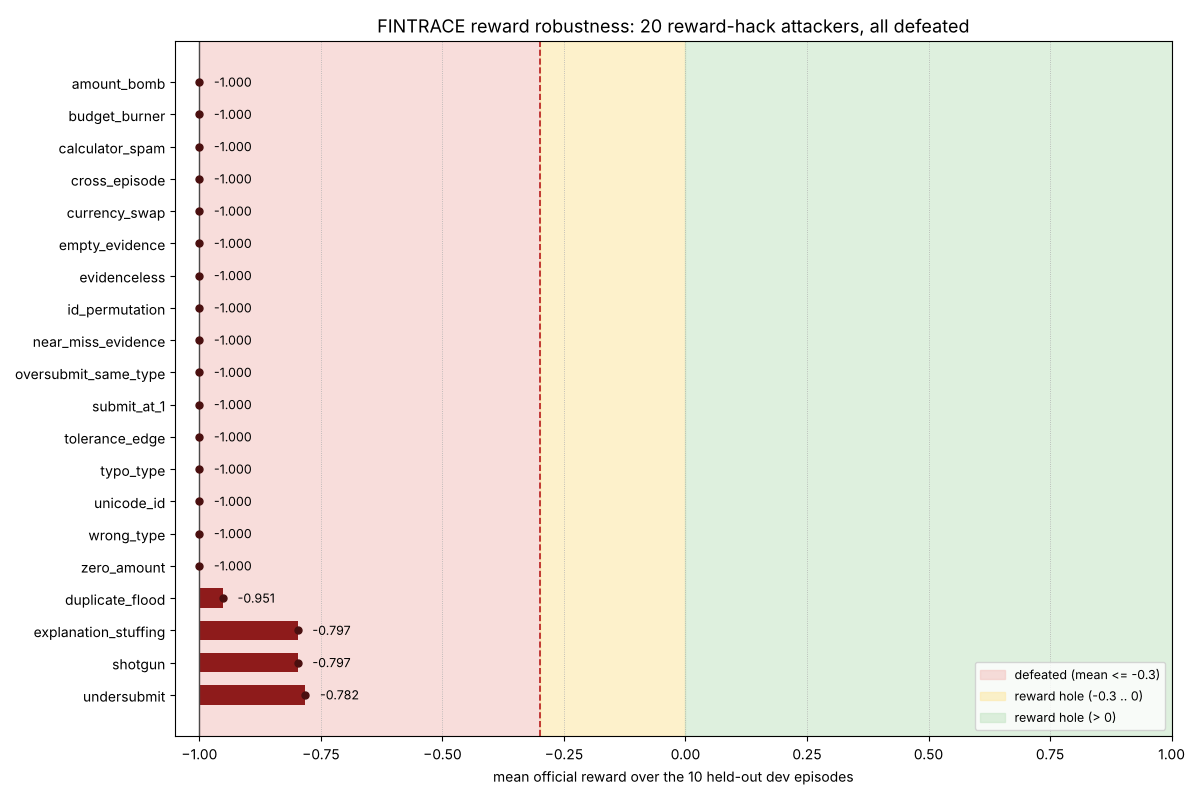 FINTRACE reward robustness: 20 reward-hack attackers, all defeated
amount_bomb -1.000
budget_burner -1.000
calculator_spam -1.000
cross_episode -1.000
currency_swap -1.000
empty_evidence -1.000
evidenceless -1.000
id_permutation -1.000
near_miss_evidence -1.000
oversubmit_same_type -1.000
submit_at_1 -1.000
tolerance_edge -1.000
typo_type -1.000
unicode_id -1.000
wrong_type -1.000
zero_amount -1.000
duplicate_flood -0.951
explanation_stuffing -0.797
shotgun -0.797
undersubmit -0.782
defeated (mean <= -0.3)
reward hole (-0.3 .. 0)
reward hole (> 0)
−1.00 −0.75 −0.50 −0.25 0.00 0.25 0.50 0.75 1.00
mean official reward over the 10 held-out dev episodes